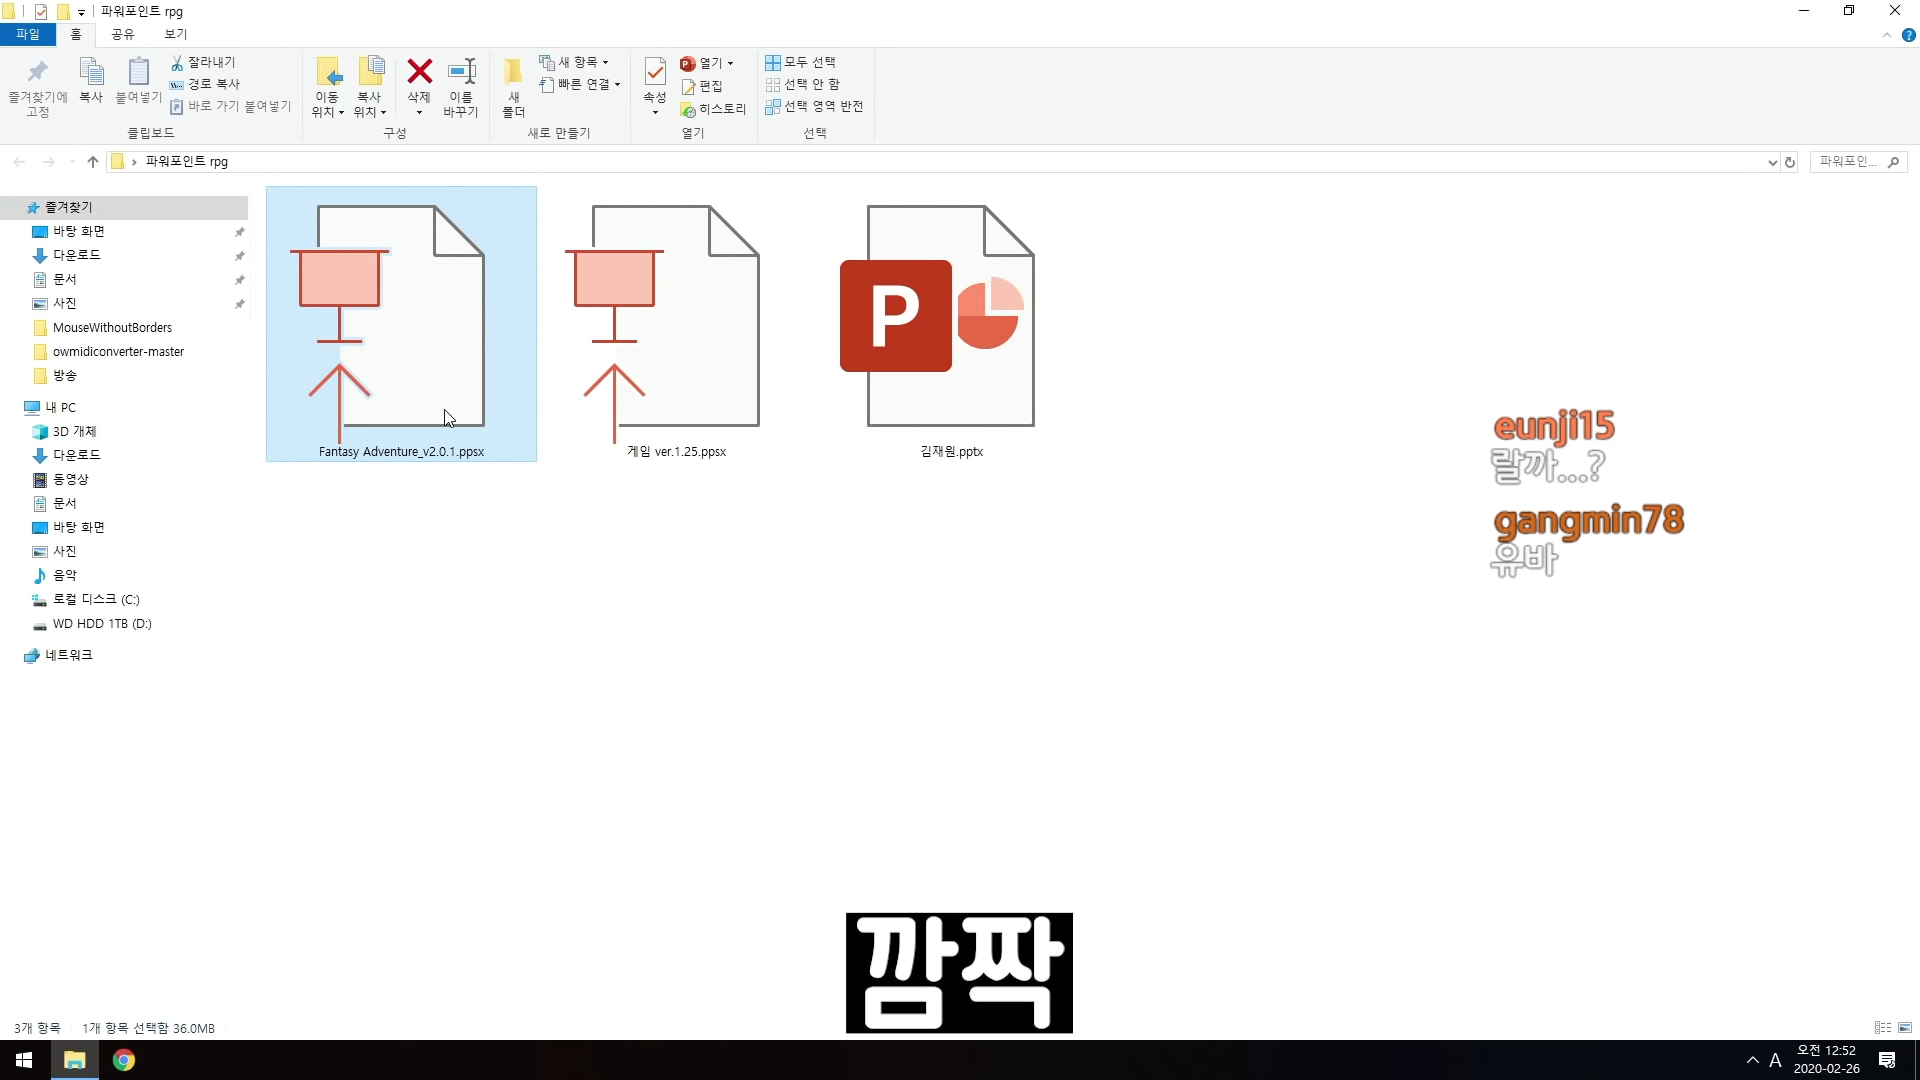 파워포인트 rpg
파일
홈
공유
보기
즐겨찾기에
고정
복사
붙여넣기
잘라내기
경로 복사
바로 가기 붙여넣기
클립보드
이동
위치
복사
위치
삭제
이름
바꾸기
구성
새
폴더
새 항목
빠른 연결
새로 만들기
속성
열기
편집
히스토리
열기
모두 선택
선택 안 함
선택 영역 반전
선택
파워포인트 rpg
파워포인...
즐겨찾기
바탕 화면
다운로드
문서
사진
MouseWithoutBorders
owmidiconverter-master
방송
내 PC
3D 개체
다운로드
동영상
문서
바탕 화면
사진
음악
로컬 디스크 (C:)
WD HDD 1TB (D:)
네트워크
Fantasy Adventure_v2.0.1.ppsx
게임 ver.1.25.ppsx
P
김재원.pptx
eunji15
랄까...?
gangmin78
유바
깜짝
3개 항목
1개 항목 선택함 36.0MB
A
오전 12:52
2020-02-26